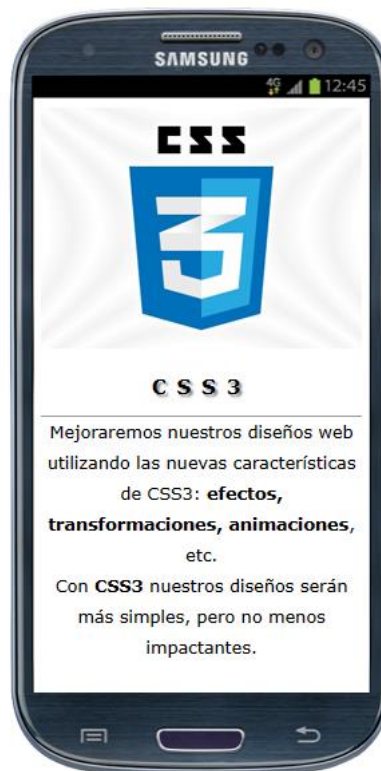 SAMSUNG
4G 12:45
CSS
3
C S S 3
Mejoraremos nuestros diseños web
utilizando las nuevas características
de CSS3: efectos,
transformaciones, animaciones,
etc.
Con CSS3 nuestros diseños serán
más simples, pero no menos
impactantes.